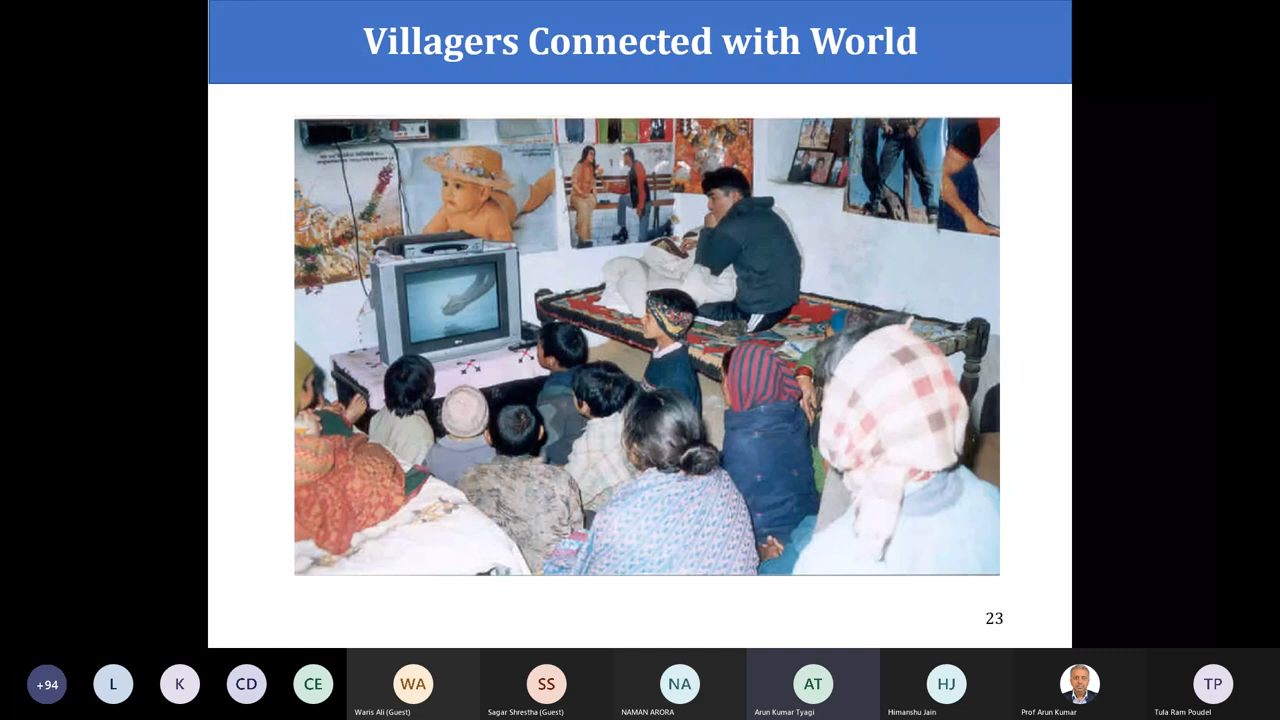 Villagers Connected with World
23
+94
L
K
CD
CE
WA
SS
NA
AT
HJ
TP
Waris Ali (Guest)
Sagar Shrestha (Guest)
NAMAN ARORA
Arun Kumar Tyagi
Himanshu Jain
Prof Arun Kumar
Tula Ram Poudel